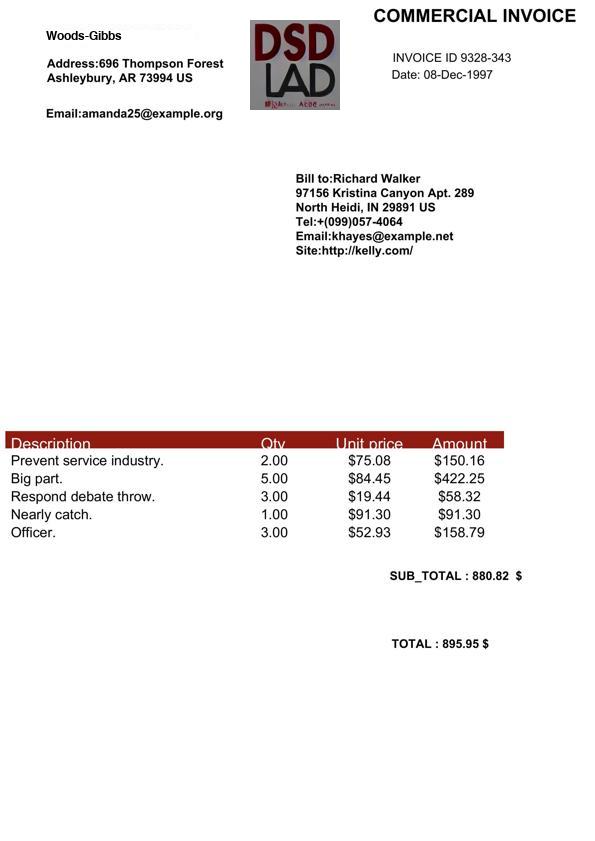 COMMERCIAL INVOICE
Woods-Gibbs
Address:696 Thompson Forest
Ashleybury, AR 73994 US
Email:amanda25@example.org
DSD
LAD
INVOICE ID 9328-343
Date: 08-Dec-1997
Bill to:Richard Walker
97156 Kristina Canyon Apt. 289
North Heidi, IN 29891 US
Tel:+(099)057-4064
Email:khayes@example.net
Site:http://kelly.com/
Description Qty Unit price Amount
Prevent service industry. 2.00 $75.08 $150.16
Big part. 5.00 $84.45 $422.25
Respond debate throw. 3.00 $19.44 $58.32
Nearly catch. 1.00 $91.30 $91.30
Officer. 3.00 $52.93 $158.79
SUB_TOTAL : 880.82 $
TOTAL : 895.95 $